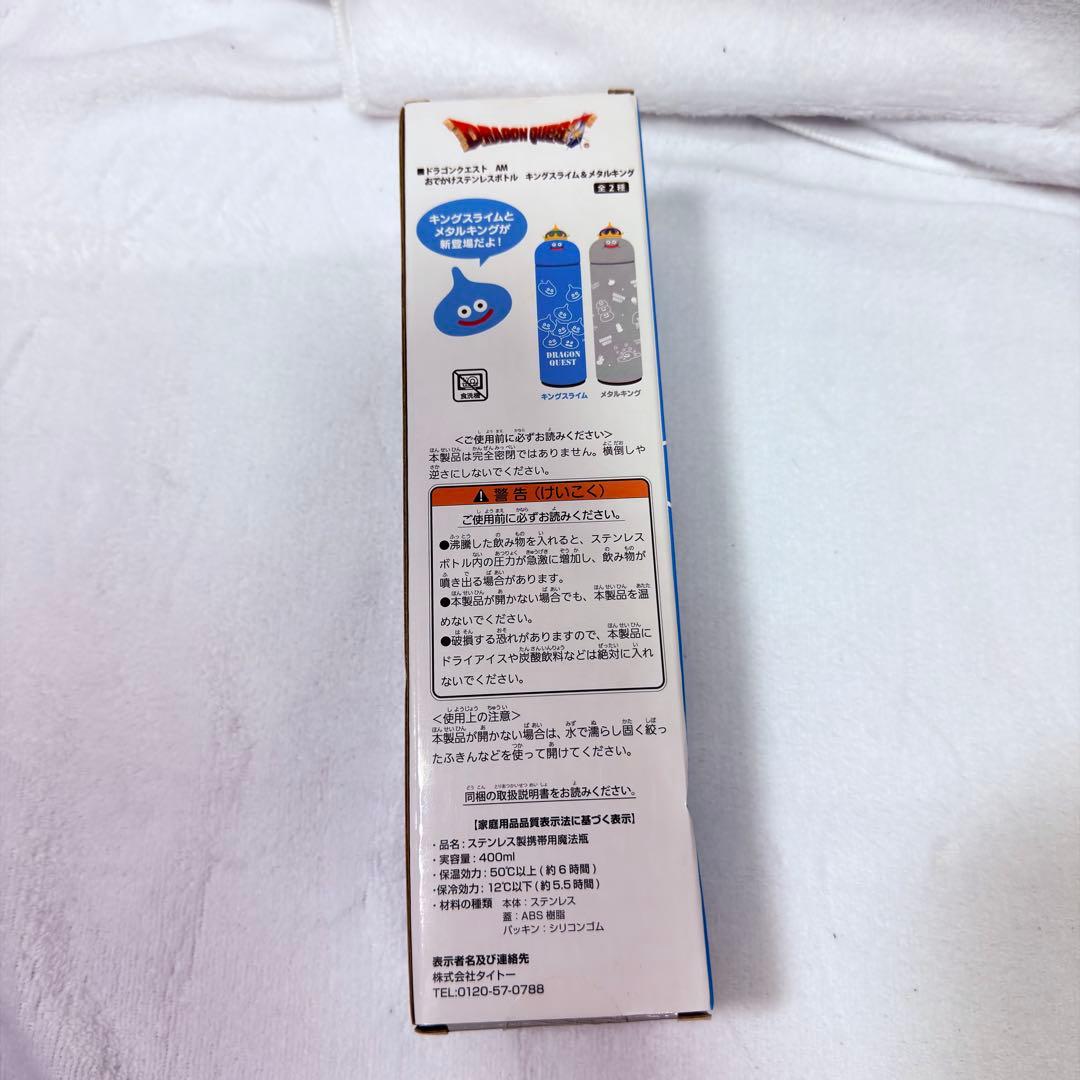 DRAGON QUEST
■ドラゴンクエスト AM
おでかけステンレスボトル キングスライム＆メタルキング
全2種
キングスライムと
メタルキングが
新登場だよ！
DRAGON
QUEST
食洗機
キングスライム
メタルキング
＜ご使用前に必ずお読みください＞
本製品は完全密閉ではありません。横倒しや
逆さにしないでください。
警告（けいこく）
ご使用前に必ずお読みください。
●沸騰した飲み物を入れると、ステンレス
ボトル内の圧力が急激に増加し、飲み物が
噴き出る場合があります。
●本製品が開かない場合でも、本製品を温
めないでください。
●破損する恐れがありますので、本製品に
ドライアイスや炭酸飲料などは絶対に入れ
ないでください。
＜使用上の注意＞
本製品が開かない場合は、水で濡らし固く絞っ
たふきんなどを使って開けてください。
同梱の取扱説明書をお読みください。
【家庭用品品質表示法に基づく表示】
・品名：ステンレス製携帯用魔法瓶
・実容量：400ml
・保温効力：50℃以上（約6時間）
・保冷効力：12℃以下（約5.5時間）
・材料の種類 本体：ステンレス
蓋：ABS樹脂
パッキン：シリコンゴム
表示者名及び連絡先
株式会社タイトー
TEL:0120-57-0788